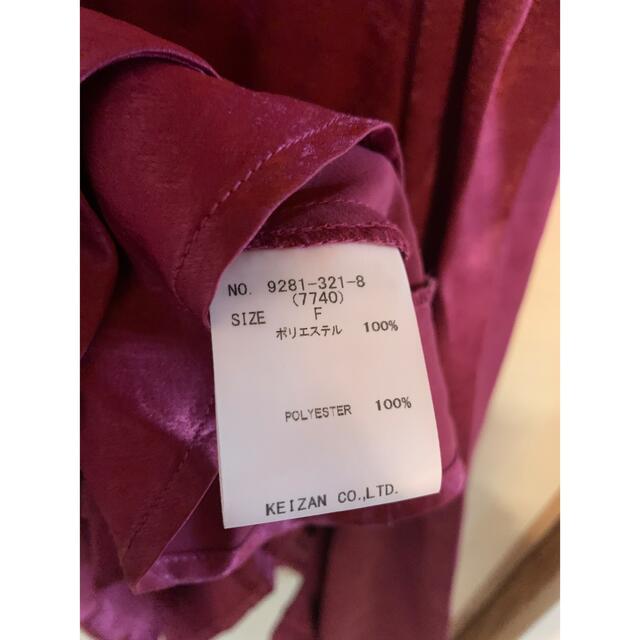 NO. 9281-321-8
(7740)
SIZE F
ポリエステル 100%
POLYESTER 100%
KEIZAN CO.,LTD.